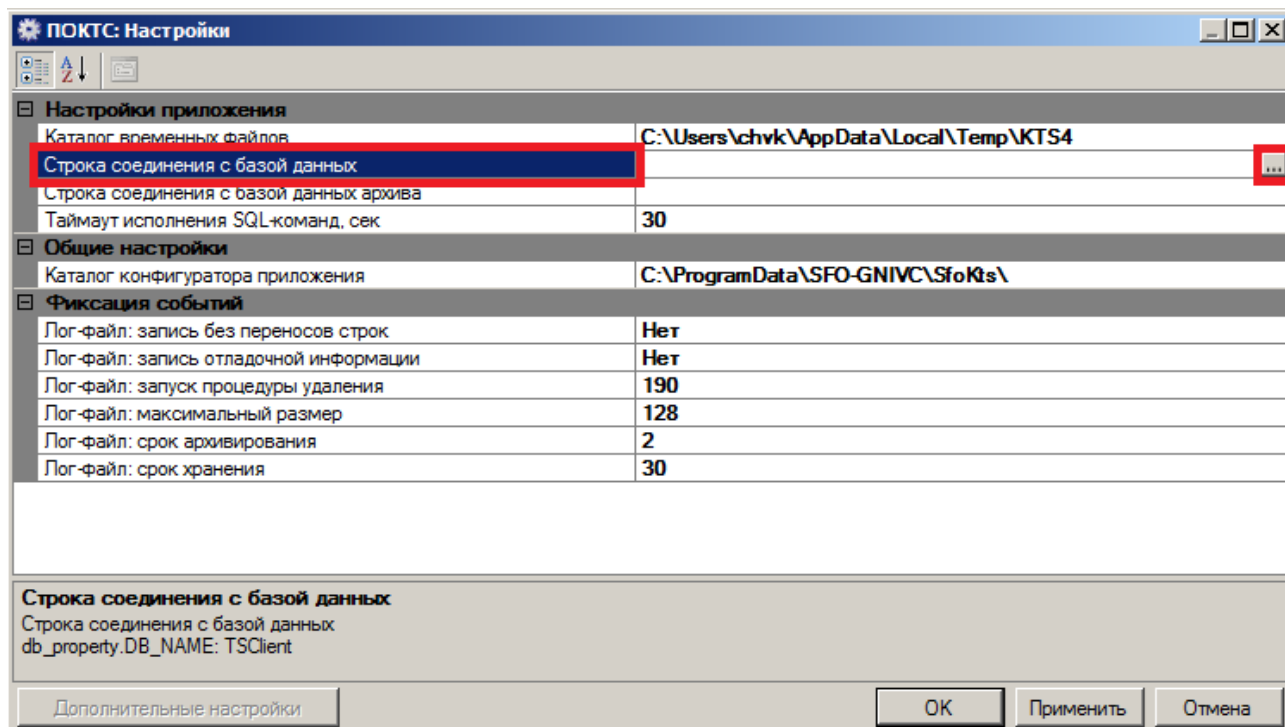 ПОКТС: Настройки
Настройки приложения
Каталог временных файлов C:\Users\chvk\AppData\Local\Temp\KTS4
Строка соединения с базой данных ...
Строка соединения с базой данных архива
Таймаут исполнения SQL-команд, сек 30
Общие настройки
Каталог конфигуратора приложения C:\ProgramData\SFO-GNIVC\SfoKts\
Фиксация событий
Лог-файл: запись без переносов строк Нет
Лог-файл: запись отладочной информации Нет
Лог-файл: запуск процедуры удаления 190
Лог-файл: максимальный размер 128
Лог-файл: срок архивирования 2
Лог-файл: срок хранения 30
Строка соединения с базой данных
Строка соединения с базой данных
db_property.DB_NAME: TSClient
Дополнительные настройки OK Применить Отмена